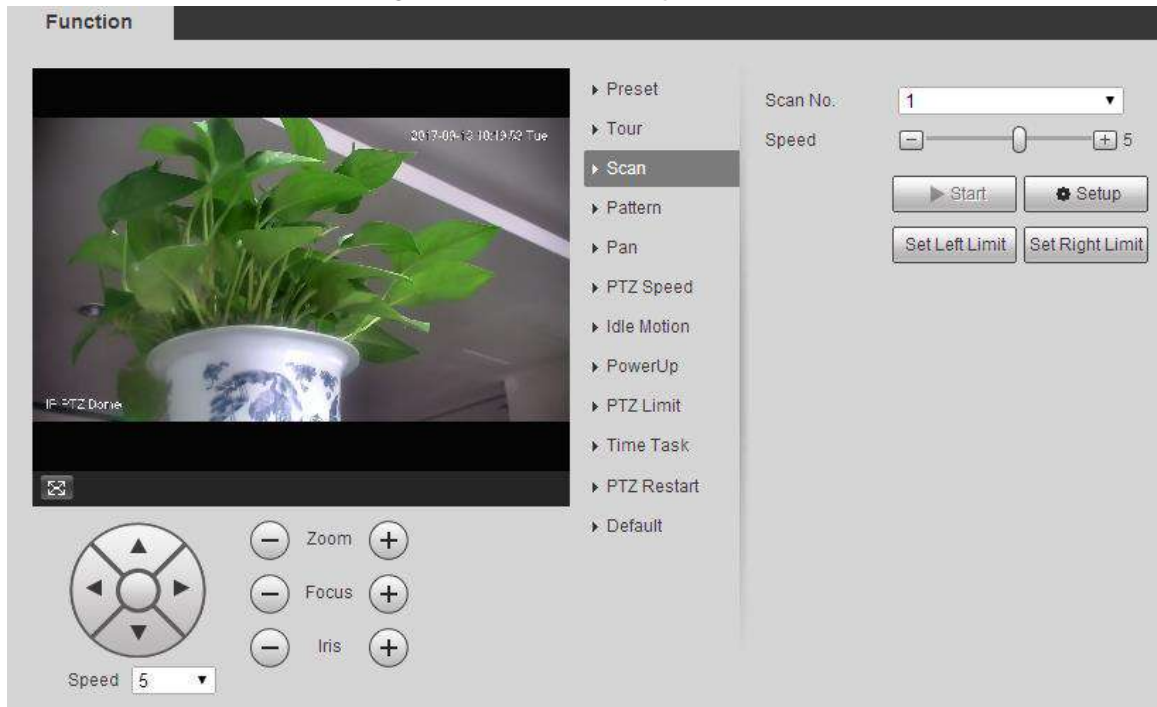 Function
2017-09-19 10:19:52 Tue
IP PTZ Dome
Zoom
Focus
Iris
Speed 5
Preset
Tour
Scan
Pattern
Pan
PTZ Speed
Idle Motion
PowerUp
PTZ Limit
Time Task
PTZ Restart
Default
Scan No. 1
Speed 5
Start Setup
Set Left Limit Set Right Limit